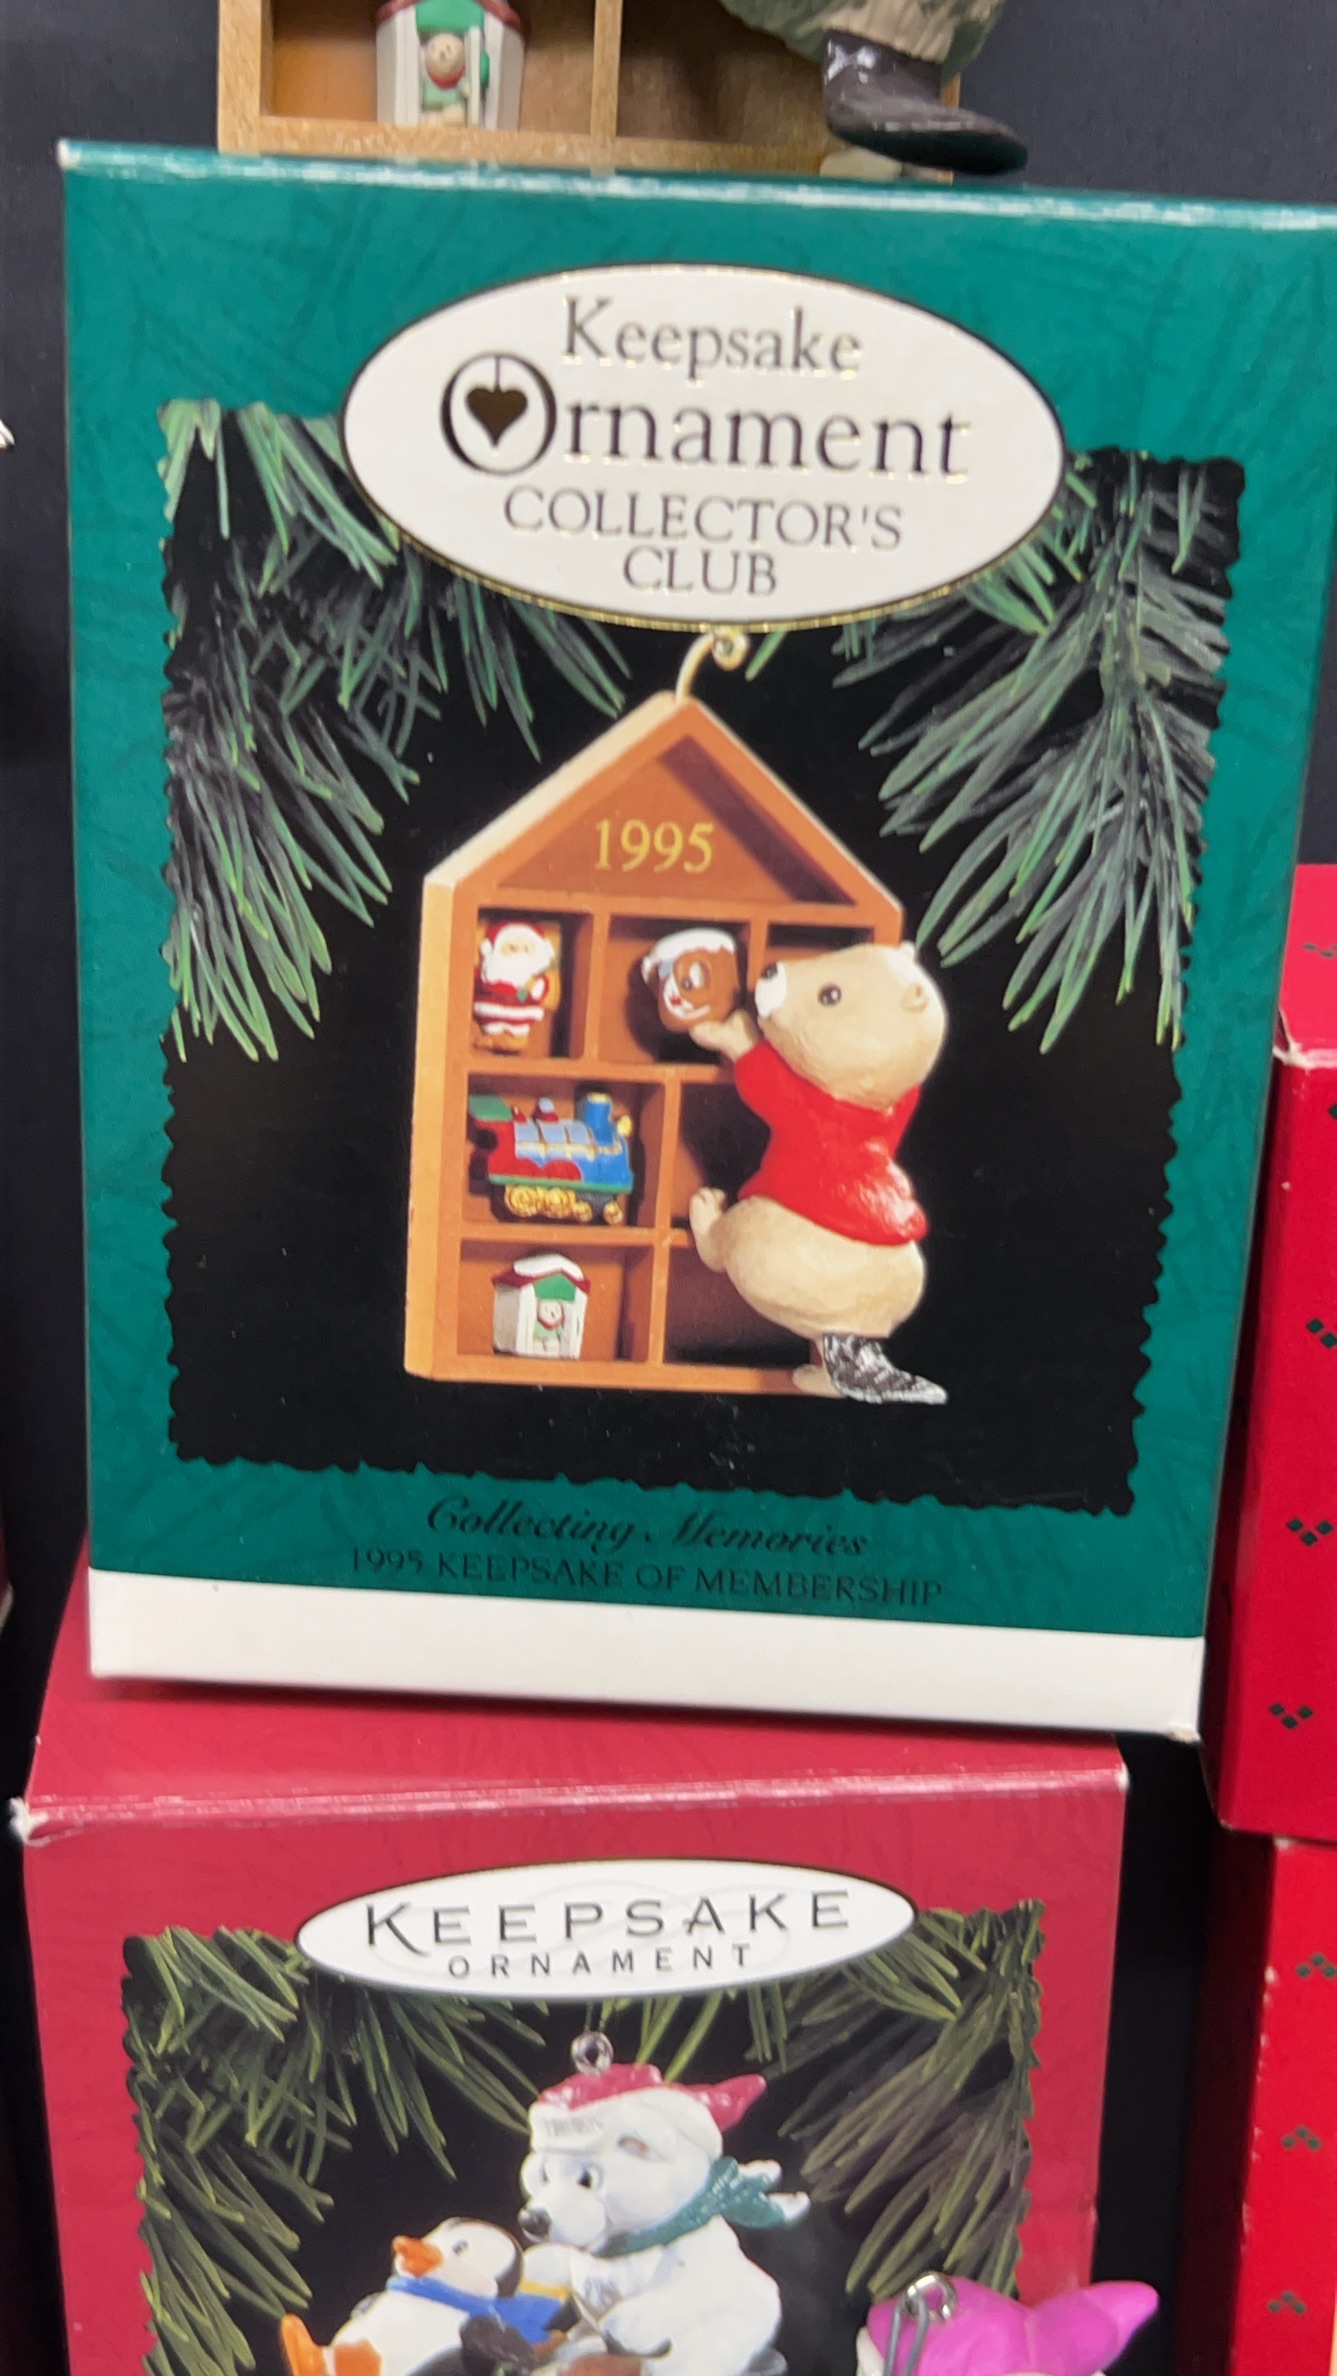 Keepsake
Ornament
COLLECTOR'S
CLUB
1995
Collecting Memories
1995 KEEPSAKE OF MEMBERSHIP
KEEPSAKE
ORNAMENT